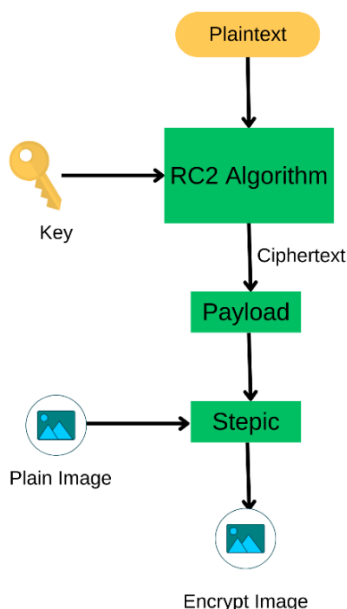 Plaintext
RC2 Algorithm
Key
Ciphertext
Payload
Stepic
Plain Image
Encrypt Image